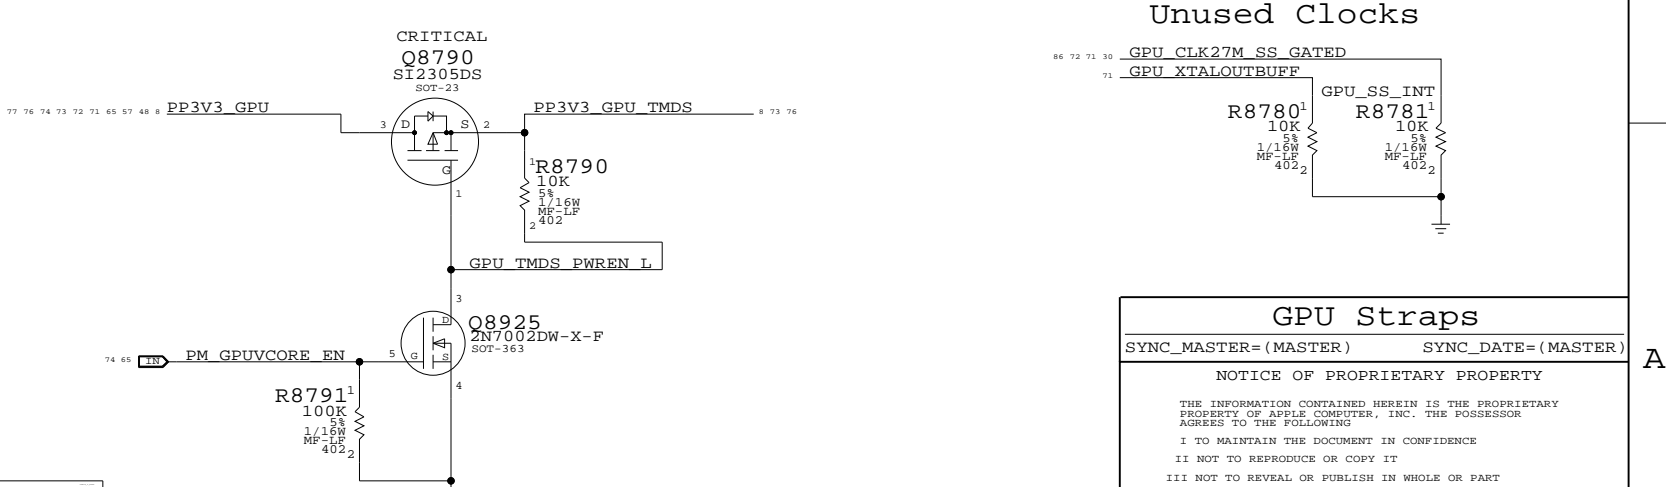 CRITICAL
Q8790
SI2305DS
SOT-23
77 76 74 73 72 71 65 57 48 8 PP3V3_GPU
3 D S 2
G
1
PP3V3_GPU_TMDS 8 73 76
1 R8790
10K
5%
1/16W
MF-LF
402
2
GPU_TMDS_PWREN_L
3
D
Q8925
2N7002DW-X-F
SOT-363
5 G S
4
74 65 IN PM_GPUVCORE_EN
R8791 1
100K
5%
1/16W
MF-LF
402 2
Unused Clocks
86 72 71 30 GPU_CLK27M_SS_GATED
71 GPU_XTALOUTBUFF
GPU_SS_INT
R8780 1
10K
5%
1/16W
MF-LF
402 2
R8781 1
10K
5%
1/16W
MF-LF
402 2
GPU Straps
SYNC_MASTER=(MASTER) SYNC_DATE=(MASTER)
NOTICE OF PROPRIETARY PROPERTY
THE INFORMATION CONTAINED HEREIN IS THE PROPRIETARY
PROPERTY OF APPLE COMPUTER, INC. THE POSSESSOR
AGREES TO THE FOLLOWING
I TO MAINTAIN THE DOCUMENT IN CONFIDENCE
II NOT TO REPRODUCE OR COPY IT
III NOT TO REVEAL OR PUBLISH IN WHOLE OR PART
A